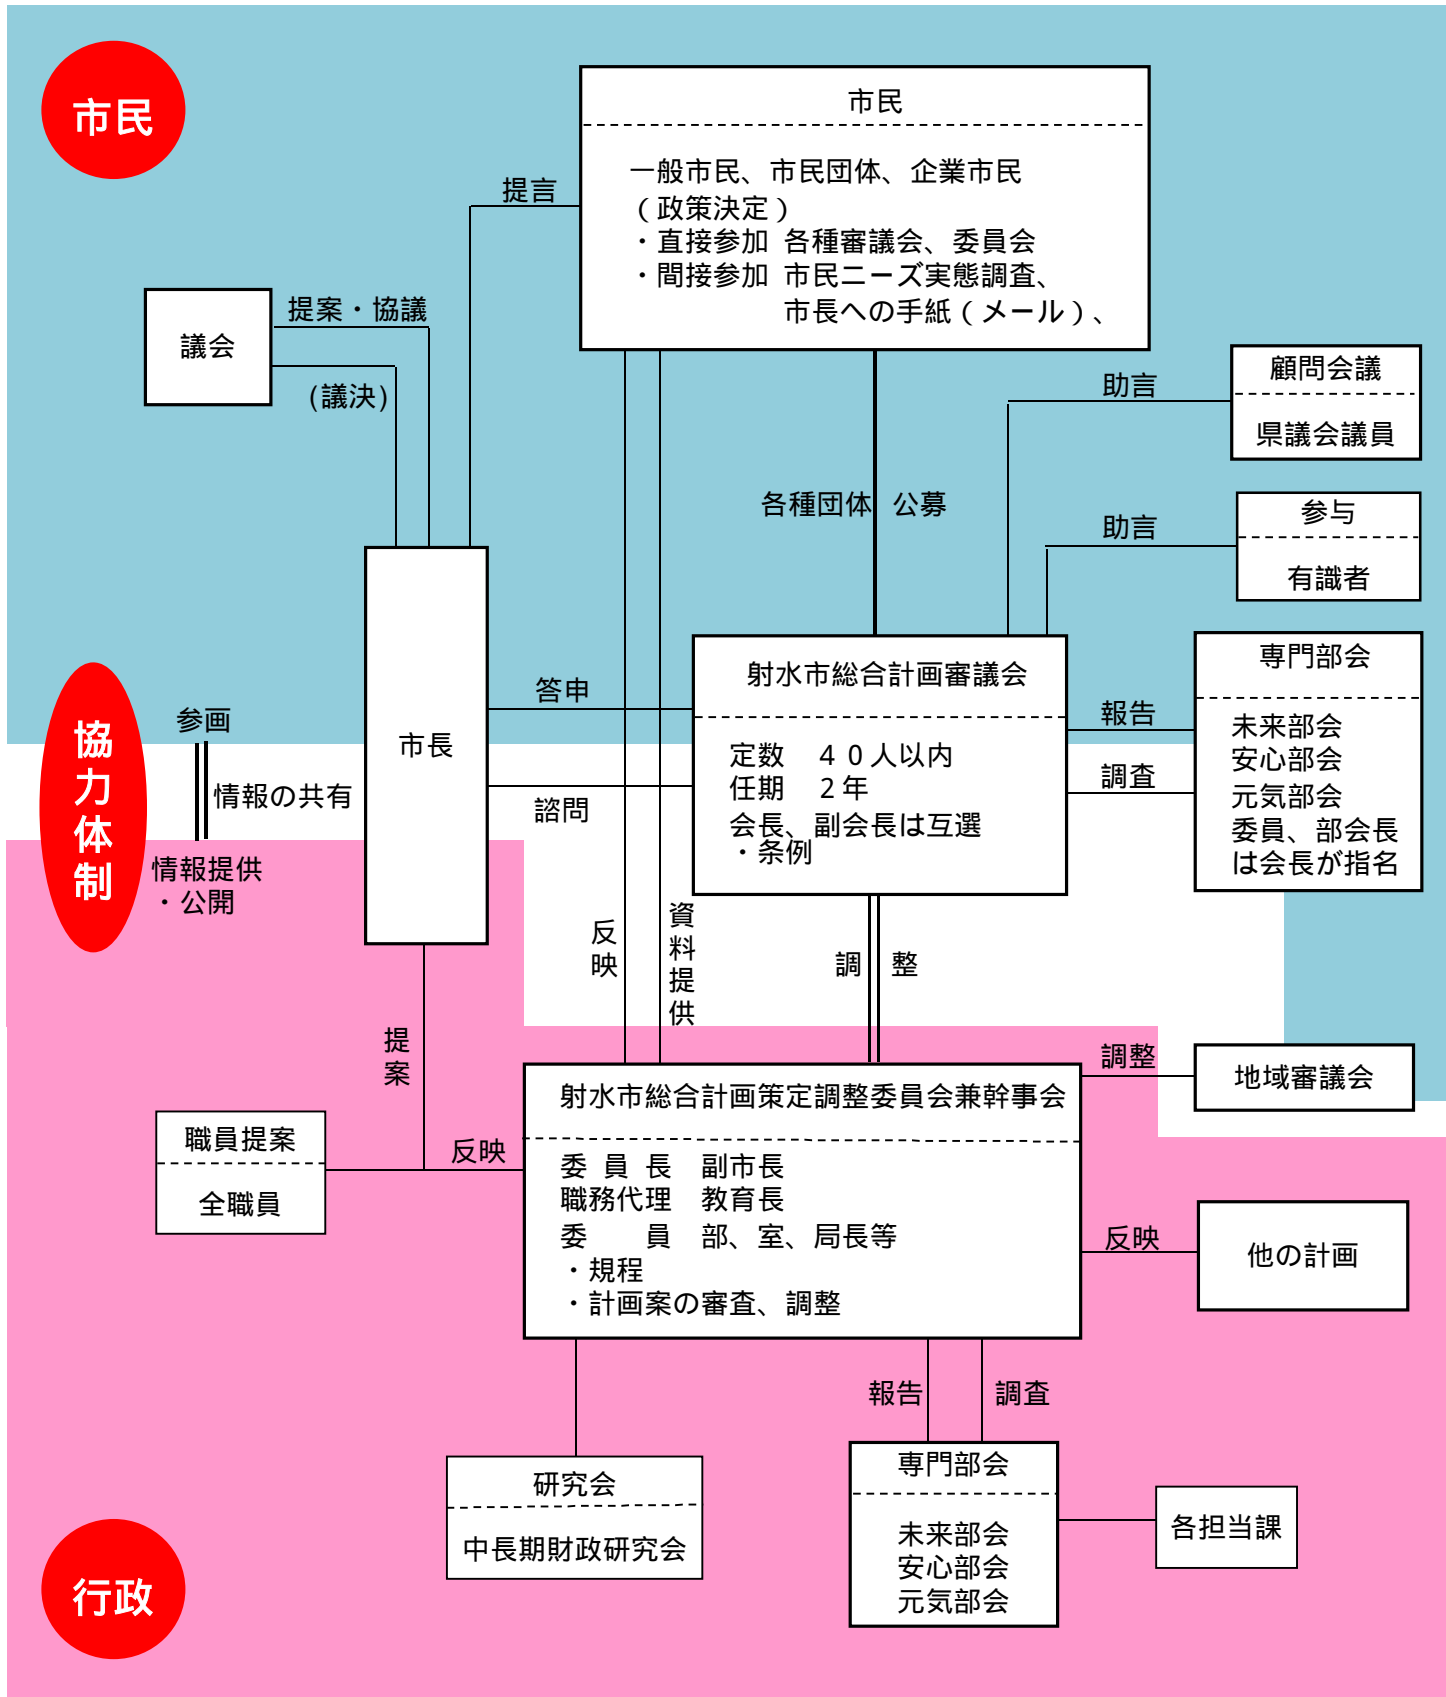 市民
市民
一般市民、市民団体、企業市民
（政策決定）
・直接参加 各種審議会、委員会
・間接参加 市民ニーズ実態調査、
市長への手紙（メール）、
提言
提案・協議
議会
(議決)
顧問会議
県議会議員
助言
各種団体 公募
参与
有識者
助言
射水市総合計画審議会
定数 ４０人以内
任期 ２年
会長、副会長は互選
・条例
専門部会
未来部会
安心部会
元気部会
委員、部会長
は会長が指名
報告
調査
答申
諮問
市長
協力体制
参画
情報の共有
情報提供
・公開
反映
資料提供
調 整
提案
調整
地域審議会
射水市総合計画策定調整委員会兼幹事会
委 員 長 副市長
職務代理 教育長
委 員 部、室、局長等
・規程
・計画案の審査、調整
職員提案
全職員
反映
反映
他の計画
報告
調査
研究会
中長期財政研究会
専門部会
未来部会
安心部会
元気部会
各担当課
行政